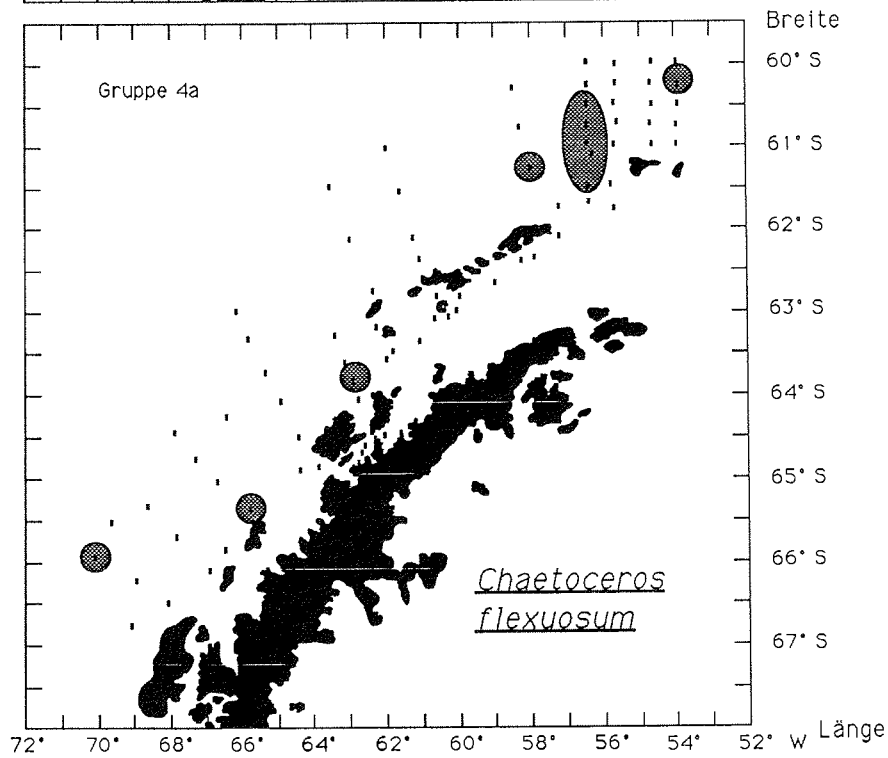 Breite
60° S
Gruppe 4a
61° S
62° S
63° S
64° S
65° S
66° S
Chaetoceros
flexuosum
67° S
72° 70° 68° 66° 64° 62° 60° 58° 56° 54° 52° W Länge